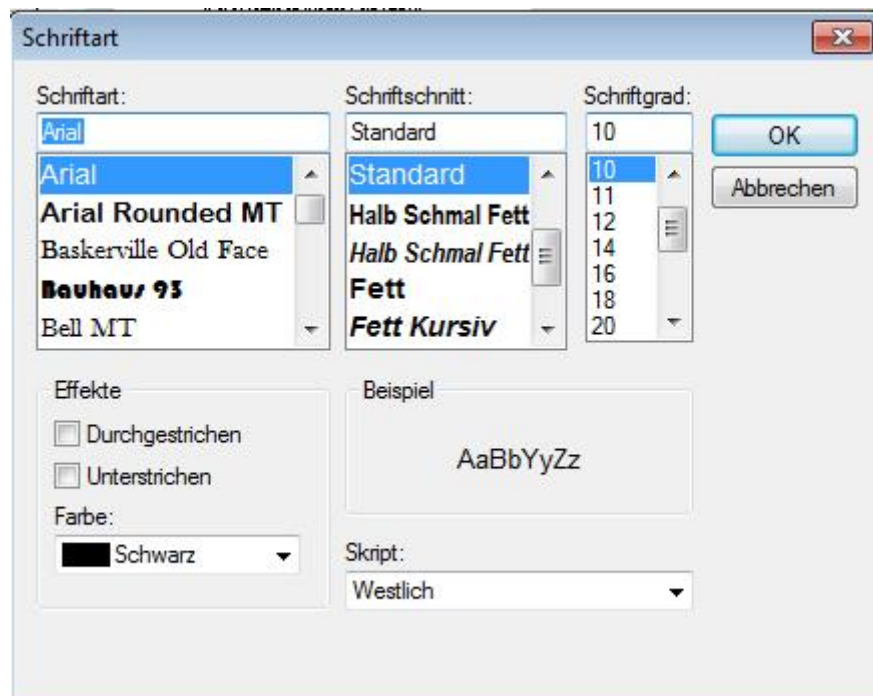 Schriftart
Schriftart:
Arial
Arial
Arial Rounded MT
Baskerville Old Face
Bauhaus 93
Bell MT
Schriftschnitt:
Standard
Standard
Halb Schmal Fett
Halb Schmal Fett
Fett
Fett Kursiv
Schriftgrad:
10
10
11
12
14
16
18
20
OK
Abbrechen
Effekte
Durchgestrichen
Unterstrichen
Farbe:
Schwarz
Beispiel
AaBbYyZz
Skript:
Westlich